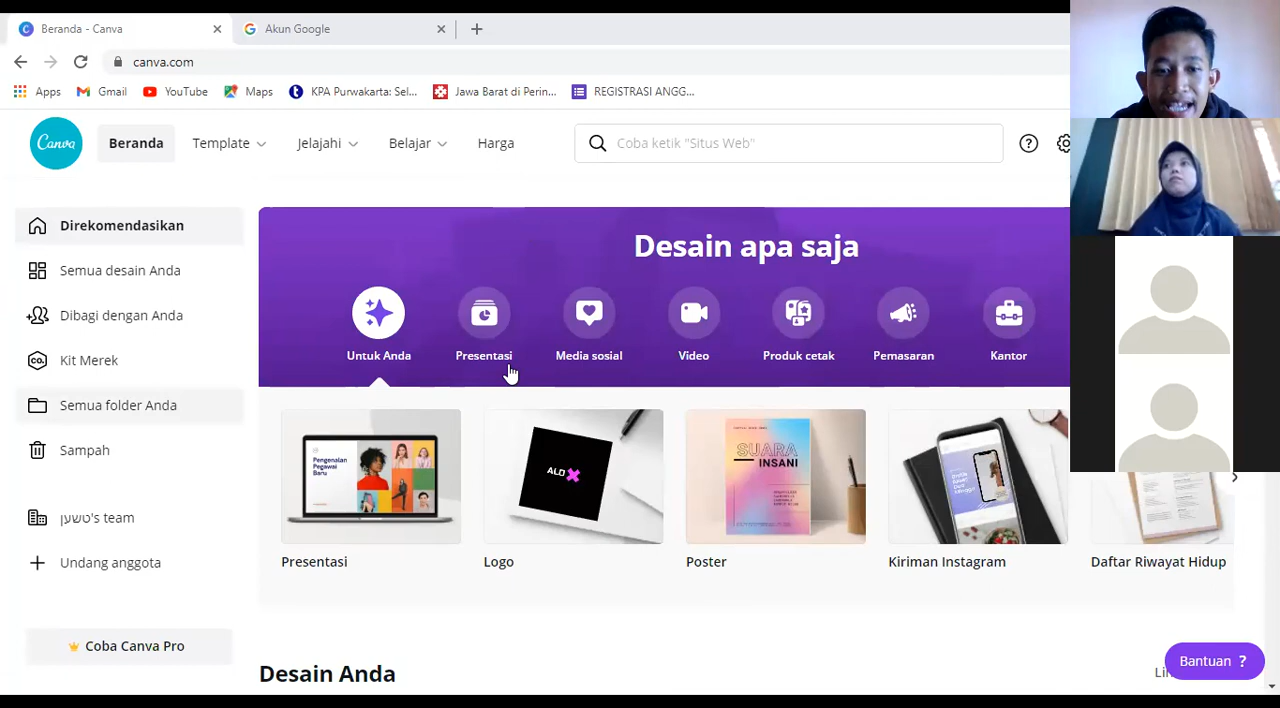 Beranda - Canva
Akun Google
canva.com
Apps
Gmail
YouTube
Maps
KPA Purwakarta: Sel...
Jawa Barat di Perin...
REGISTRASI ANGG...
Canva
Beranda
Template
Jelajahi
Belajar
Harga
Coba ketik "Situs Web"
Direkomendasikan
Semua desain Anda
Dibagi dengan Anda
Kit Merek
CO.
Semua folder Anda
Sampah
טשען's team
Undang anggota
Coba Canva Pro
Desain apa saja
Untuk Anda
Presentasi
Media sosial
Video
Produk cetak
Pemasaran
Kantor
Pengenalan
Pegawai
Baru
ALD
SUARA
INSANI
Presentasi
Logo
Poster
Kiriman Instagram
Daftar Riwayat Hidup
Desain Anda
Bantuan ?